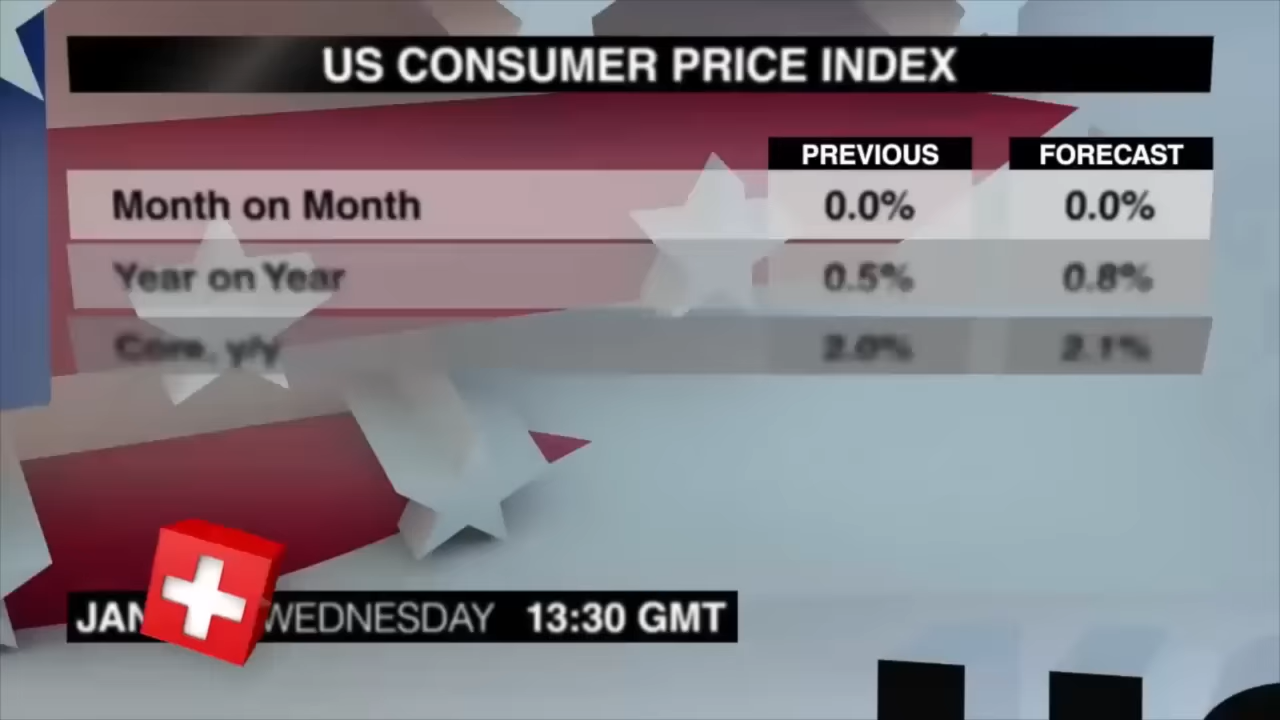 US CONSUMER PRICE INDEX
PREVIOUS FORECAST
Month on Month 0.0% 0.0%
Year on Year 0.5% 0.8%
Core, y/y 2.0% 2.1%
JAN WEDNESDAY 13:30 GMT